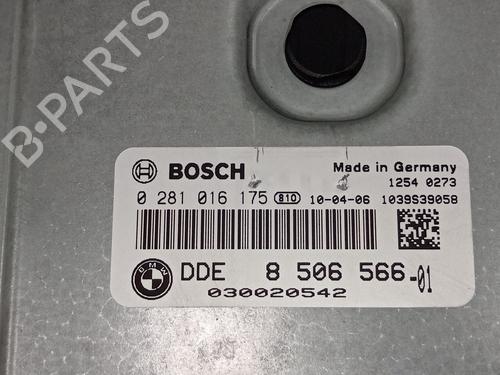 B-PARTS
BOSCH
Made in Germany
1254 0273
0 281 016 175 810 10-04-06 1039S39058
BMW
DDE 8 506 566-01
030020542